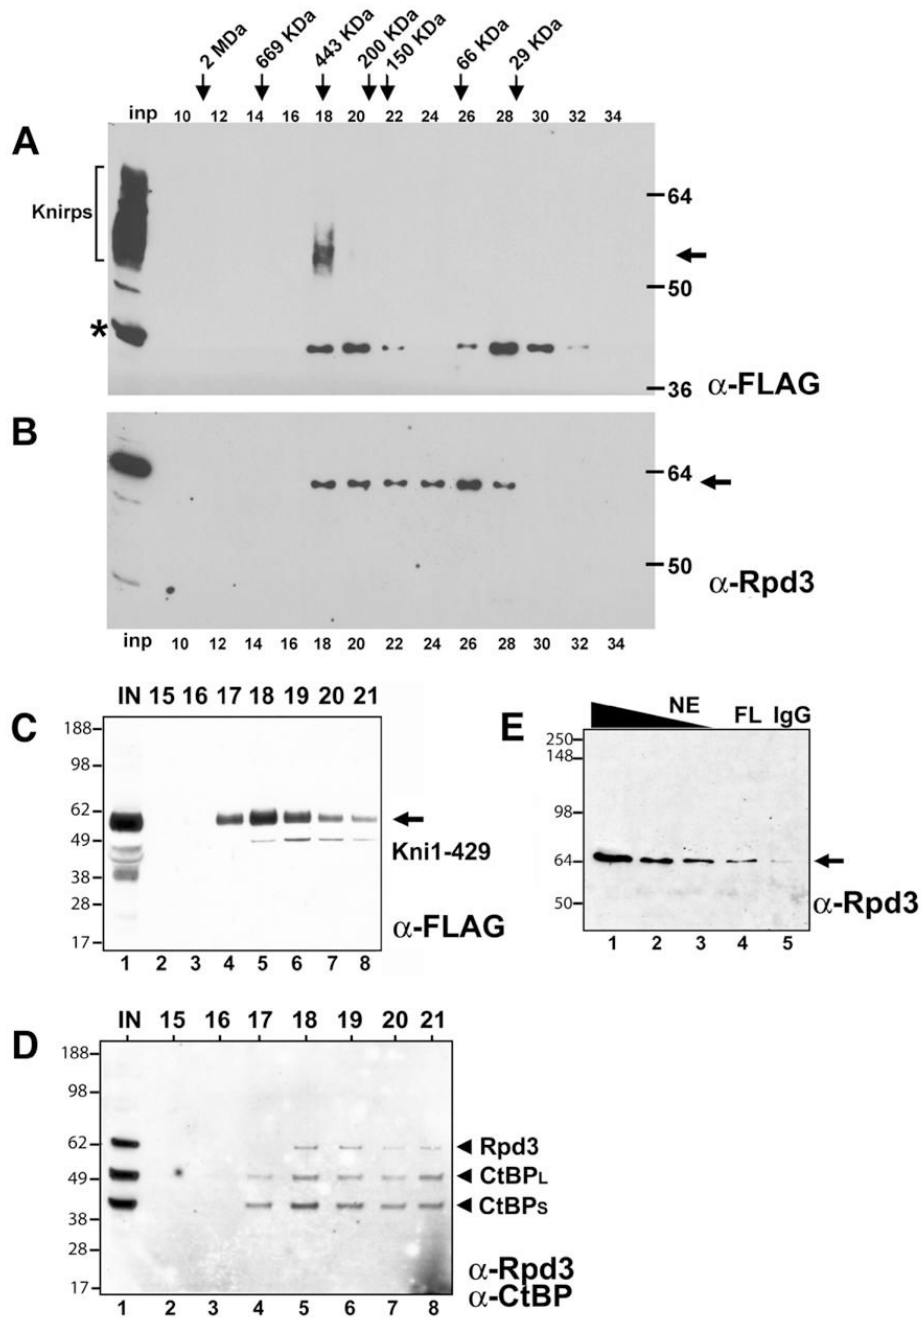 2 MDa 669 KDa 443 KDa 200 KDa 150 KDa 66 KDa 29 KDa
inp 10 12 14 16 18 20 22 24 26 28 30 32 34
A
Knirps
*
64
50
36
α-FLAG
B
64
50
α-Rpd3
inp 10 12 14 16 18 20 22 24 26 28 30 32 34
C
IN 15 16 17 18 19 20 21
188
98
62
49
38
28
17
Kni1-429
α-FLAG
1 2 3 4 5 6 7 8
E
NE FL IgG
250
148
98
64
50
α-Rpd3
1 2 3 4 5
D
IN 15 16 17 18 19 20 21
188
98
62
49
38
28
17
Rpd3
CtBPL
CtBPS
α-Rpd3
α-CtBP
1 2 3 4 5 6 7 8